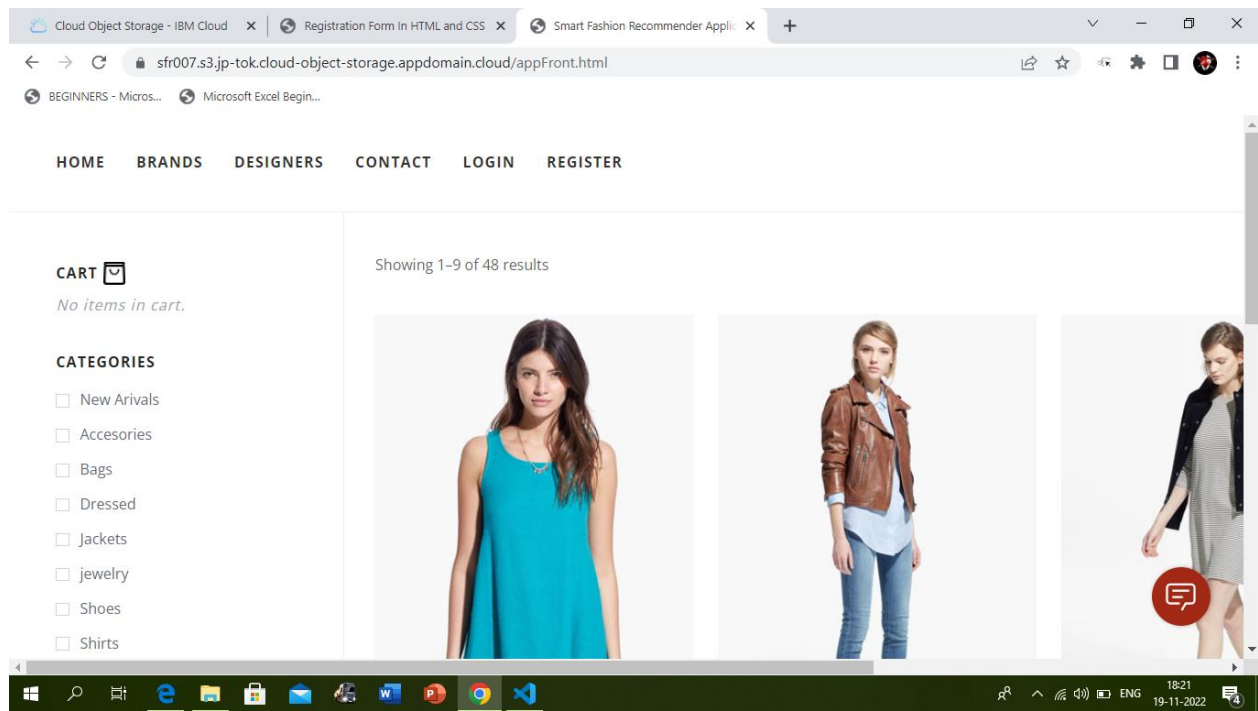 Cloud Object Storage - IBM Cloud
Registration Form In HTML and CSS
Smart Fashion Recommender Applic
sfr007.s3.jp-tok.cloud-object-storage.appdomain.cloud/appFront.html
BEGINNERS - Micros...
Microsoft Excel Begin...
HOME BRANDS DESIGNERS CONTACT LOGIN REGISTER
CART
Showing 1–9 of 48 results
No items in cart.
CATEGORIES
New Arivals
Accesories
Bags
Dressed
Jackets
jewelry
Shoes
Shirts
ENG
18:21
19-11-2022
4